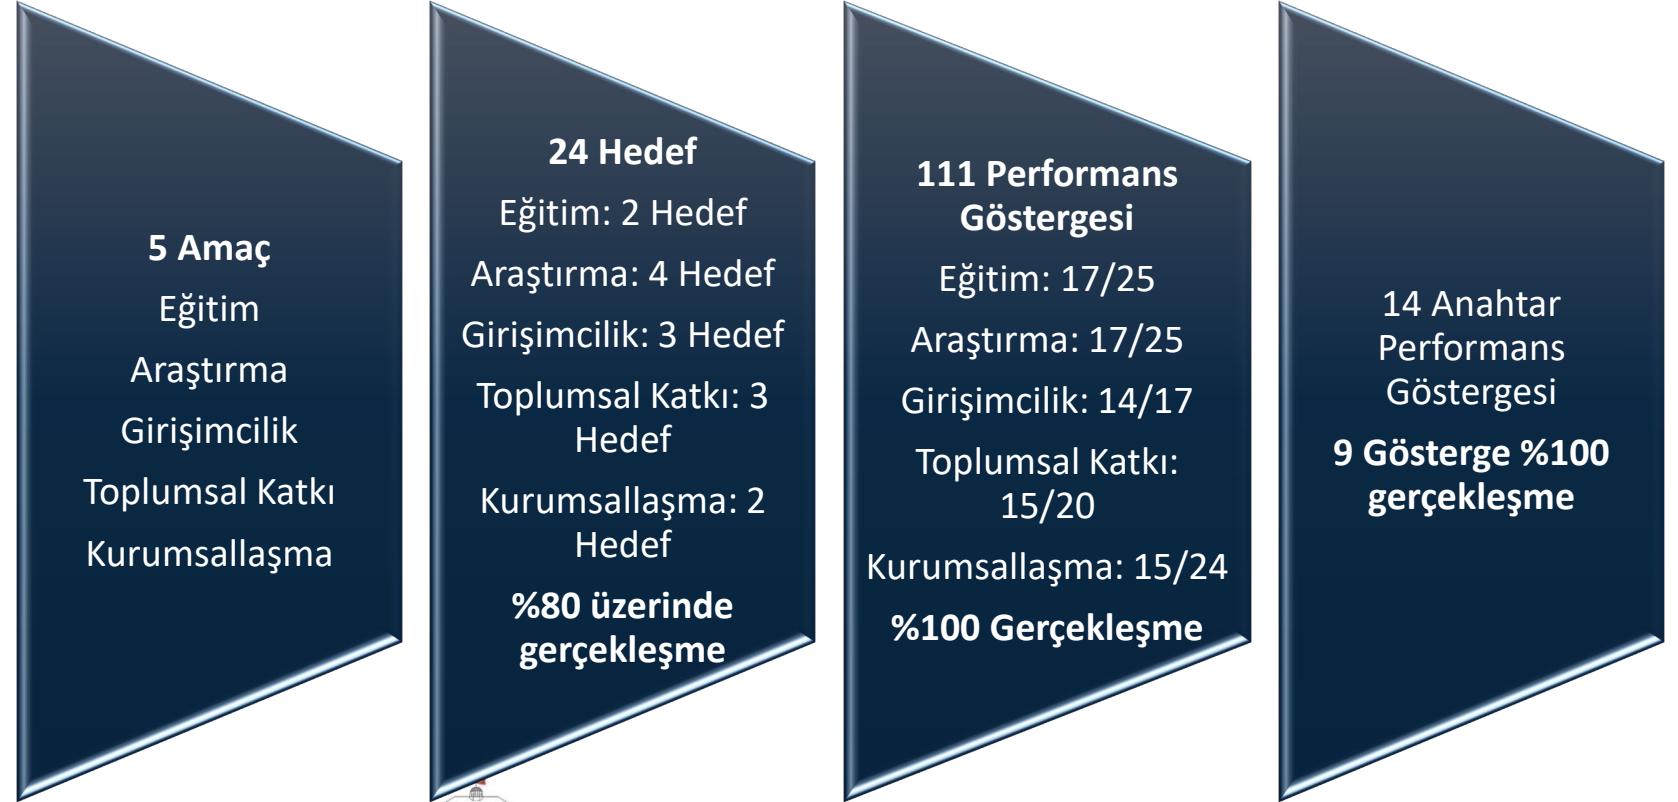 5 Amaç
Eğitim
Araştırma
Girişimcilik
Toplumsal Katkı
Kurumsallaşma
24 Hedef
Eğitim: 2 Hedef
Araştırma: 4 Hedef
Girişimcilik: 3 Hedef
Toplumsal Katkı: 3
Hedef
Kurumsallaşma: 2
Hedef
%80 üzerinde
gerçekleşme
111 Performans
Göstergesi
Eğitim: 17/25
Araştırma: 17/25
Girişimcilik: 14/17
Toplumsal Katkı:
15/20
Kurumsallaşma: 15/24
%100 Gerçekleşme
14 Anahtar
Performans
Göstergesi
9 Gösterge %100
gerçekleşme